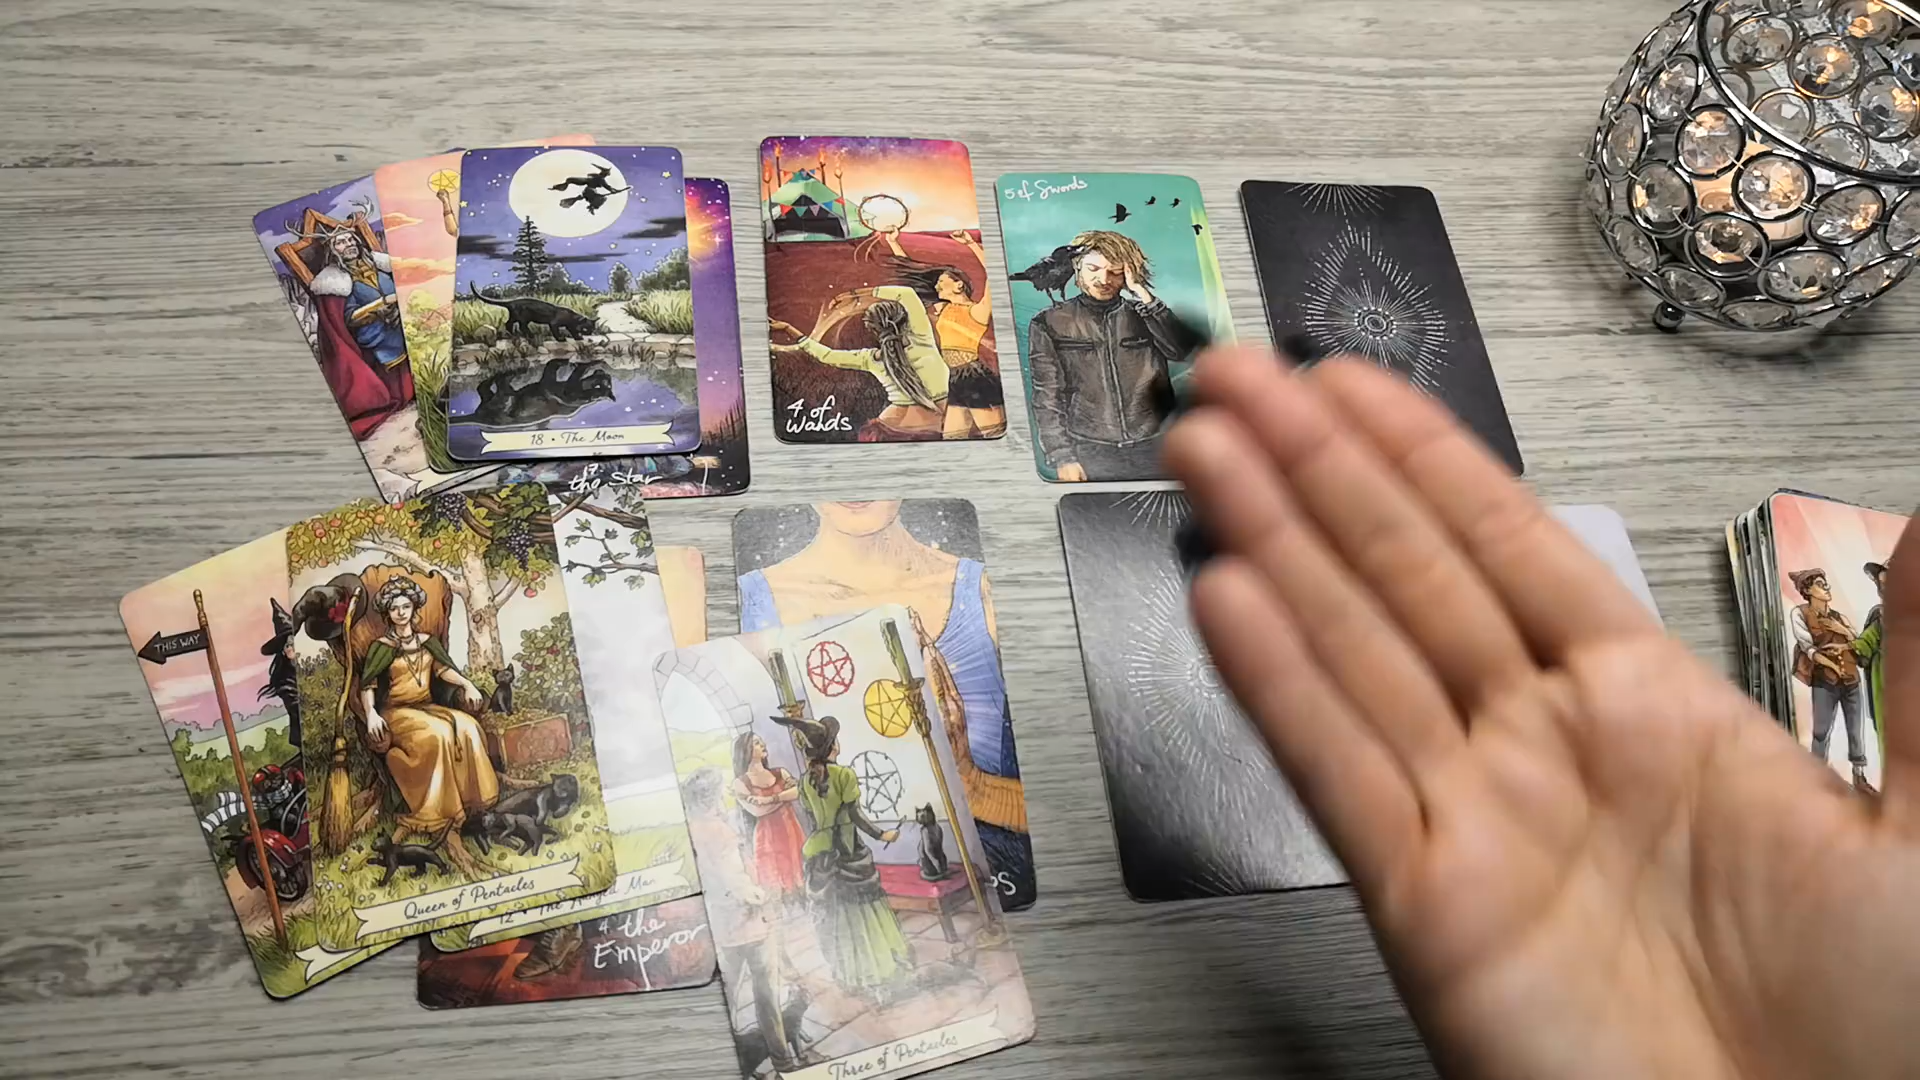 18 • The Moon
17.
the Star
4 of
Wands
5 of Swords
THIS WAY
Queen of Pentacles
12 • The Hanged Man
4. the
Emperor
Three of Pentacles